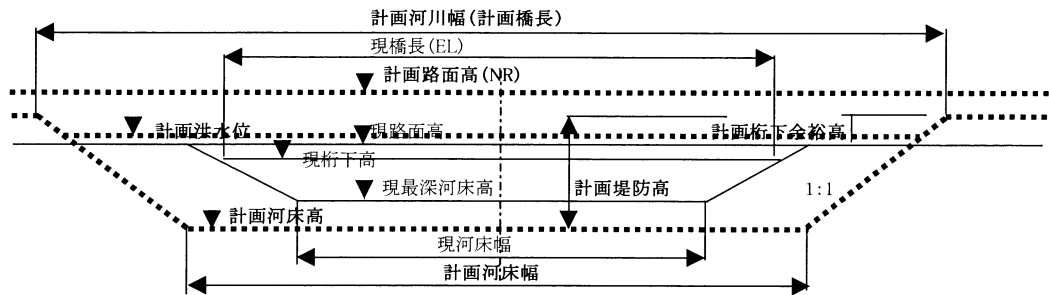 計画河川幅(計画橋長)
現橋長(EL)
計画路面高(NR)
計画洪水位
現路面高
計画桁下余裕高
現桁下高
現最深河床高
計画堤防高
1:1
計画河床高
現河床幅
計画河床幅